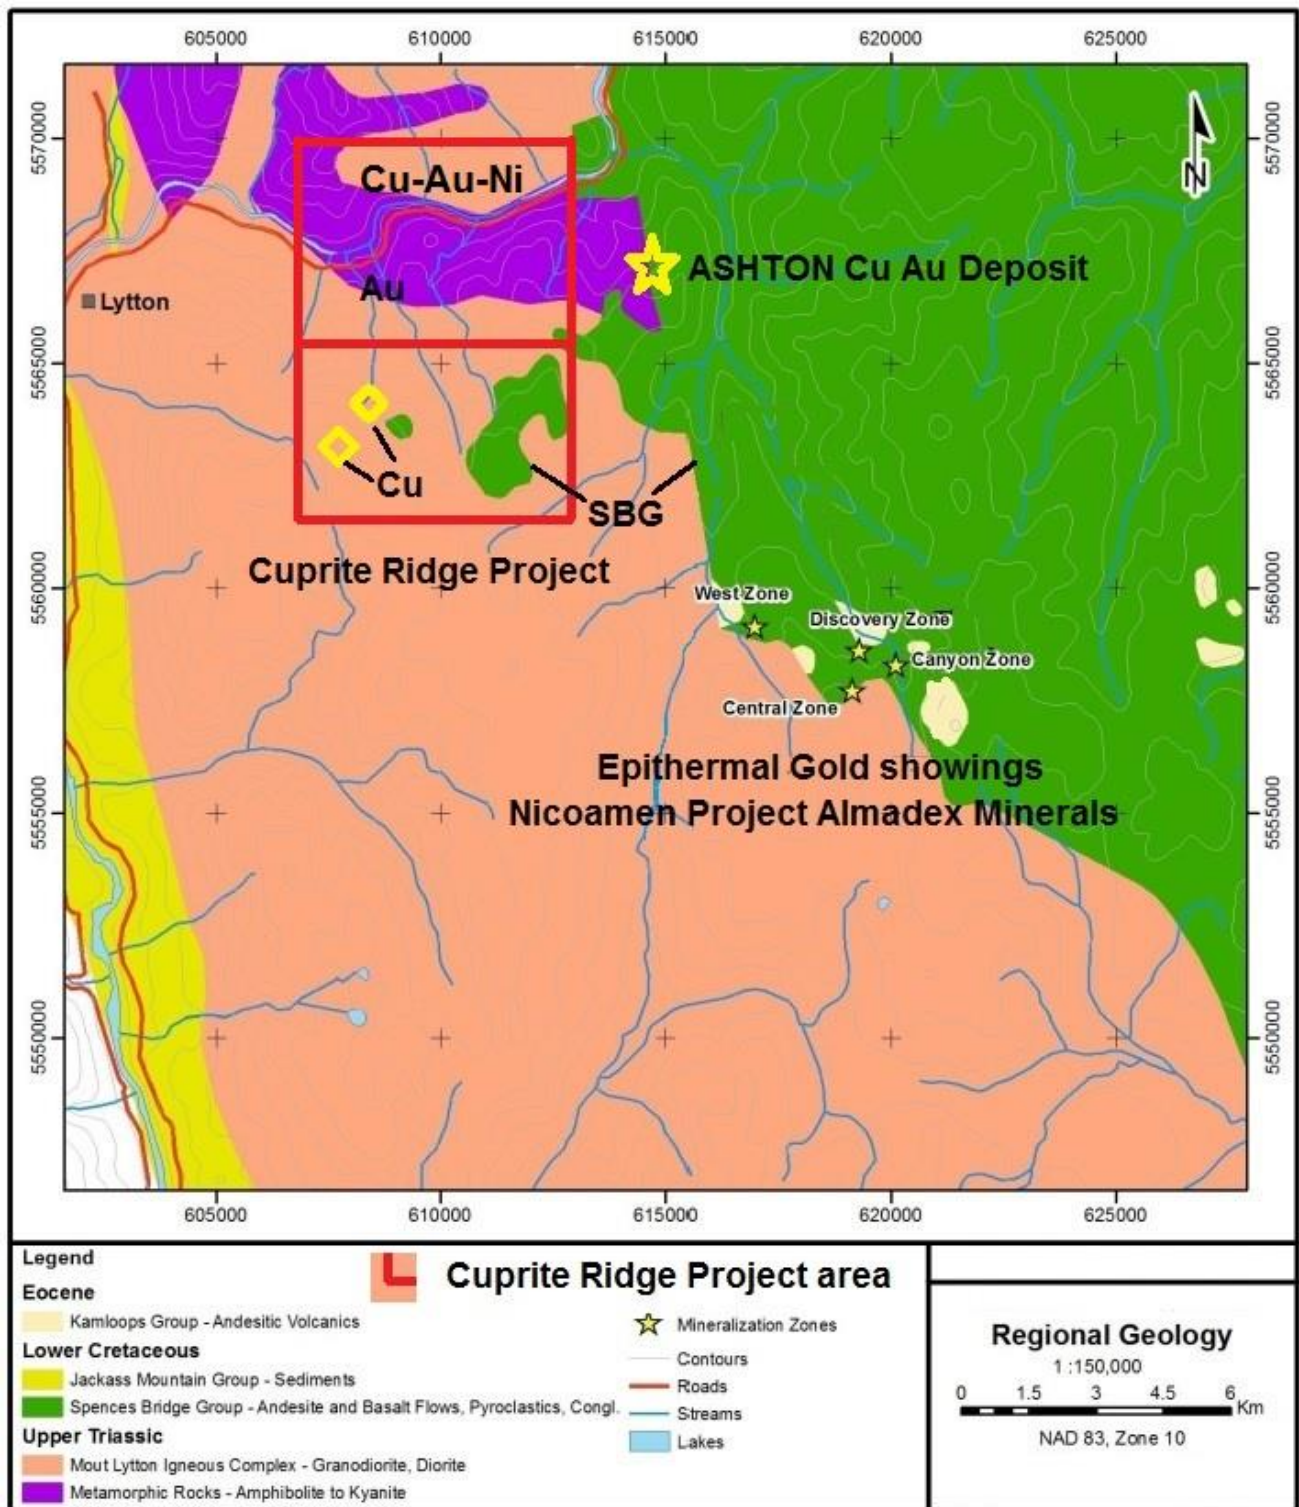 605000 610000 615000 620000 625000
5570000 5570000
Cu-Au-Ni
N
ASHTON Cu Au Deposit
Au
Lytton
5565000 5565000
Cu
SBG
Cuprite Ridge Project
5560000 5560000
West Zone
Discovery Zone
Canyon Zone
Central Zone
Epithermal Gold showings
Nicoamen Project Almadex Minerals
5555000 5555000
5550000 5550000
605000 610000 615000 620000 625000
Legend
Cuprite Ridge Project area
Eocene
Kamloops Group - Andesitic Volcanics
Lower Cretaceous
Jackass Mountain Group - Sediments
Spences Bridge Group - Andesite and Basalt Flows, Pyroclastics, Congl.
Upper Triassic
Mout Lytton Igneous Complex - Granodiorite, Diorite
Metamorphic Rocks - Amphibolite to Kyanite
Mineralization Zones
Contours
Roads
Streams
Lakes
Regional Geology
1 :150,000
0 1.5 3 4.5 6
Km
NAD 83, Zone 10